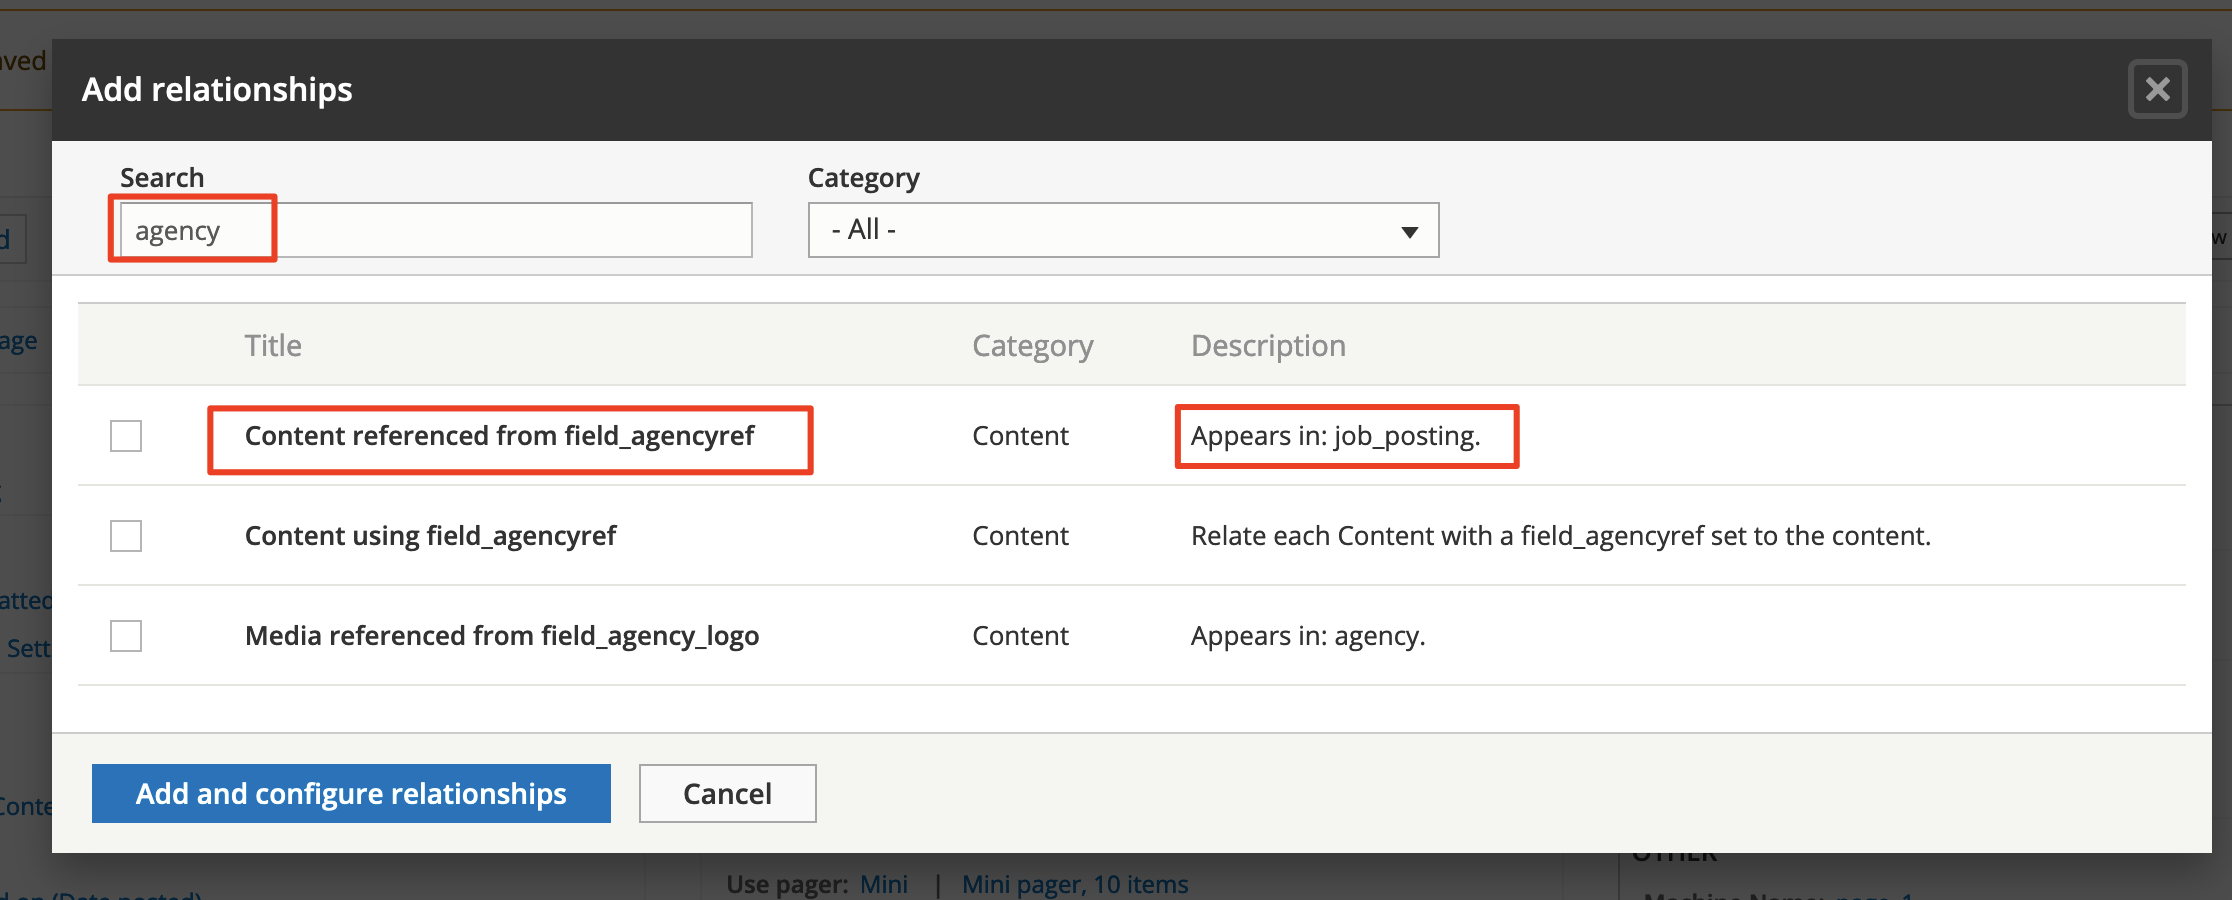 Add relationships
Search
Category
agency
- All -
Title Category Description
Content referenced from field_agencyref Content Appears in: job_posting.
Content using field_agencyref Content Relate each Content with a field_agencyref set to the content.
Media referenced from field_agency_logo Content Appears in: agency.
Sett
Add and configure relationships Cancel
OTHER
Use pager: Mini | Mini pager, 10 items